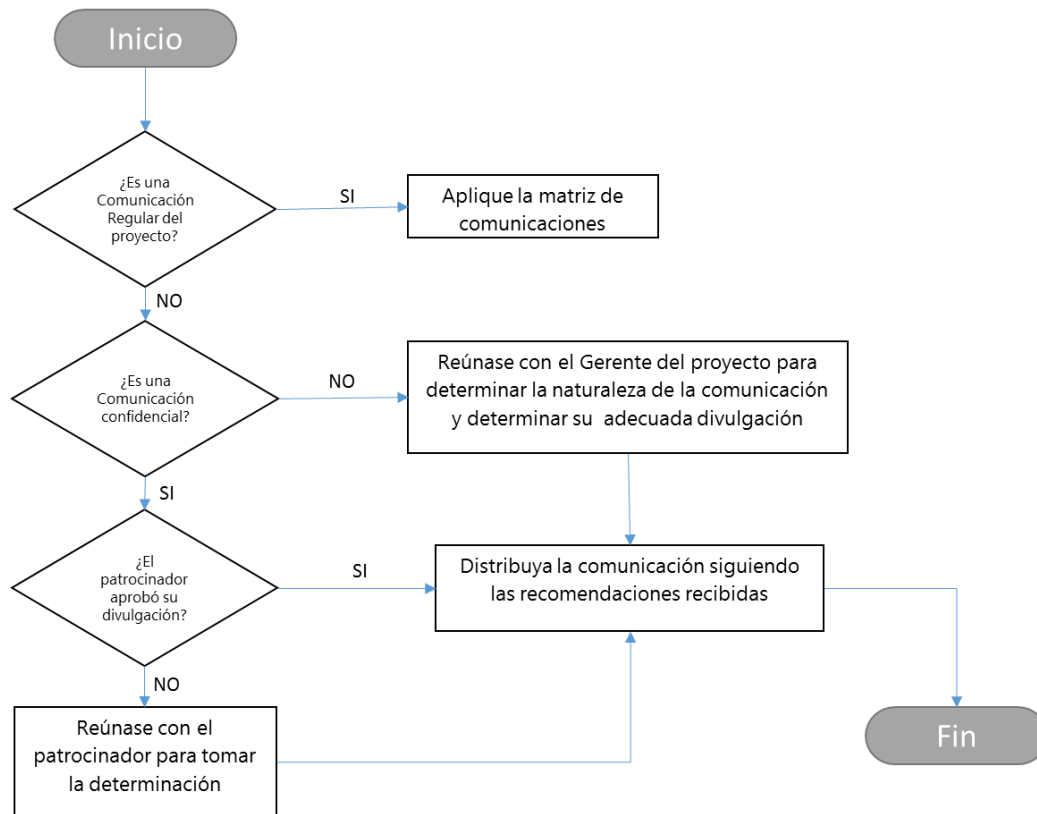 Inicio
¿Es una
Comunicación
Regular del
proyecto?
SI
Aplique la matriz de
comunicaciones
NO
¿Es una
Comunicación
confidencial?
NO
Reúnase con el Gerente del proyecto para
determinar la naturaleza de la comunicación
y determinar su adecuada divulgación
SI
¿El
patrocinador
aprobó su
divulgación?
SI
Distribuya la comunicación siguiendo
las recomendaciones recibidas
NO
Reúnase con el
patrocinador para tomar
la determinación
Fin